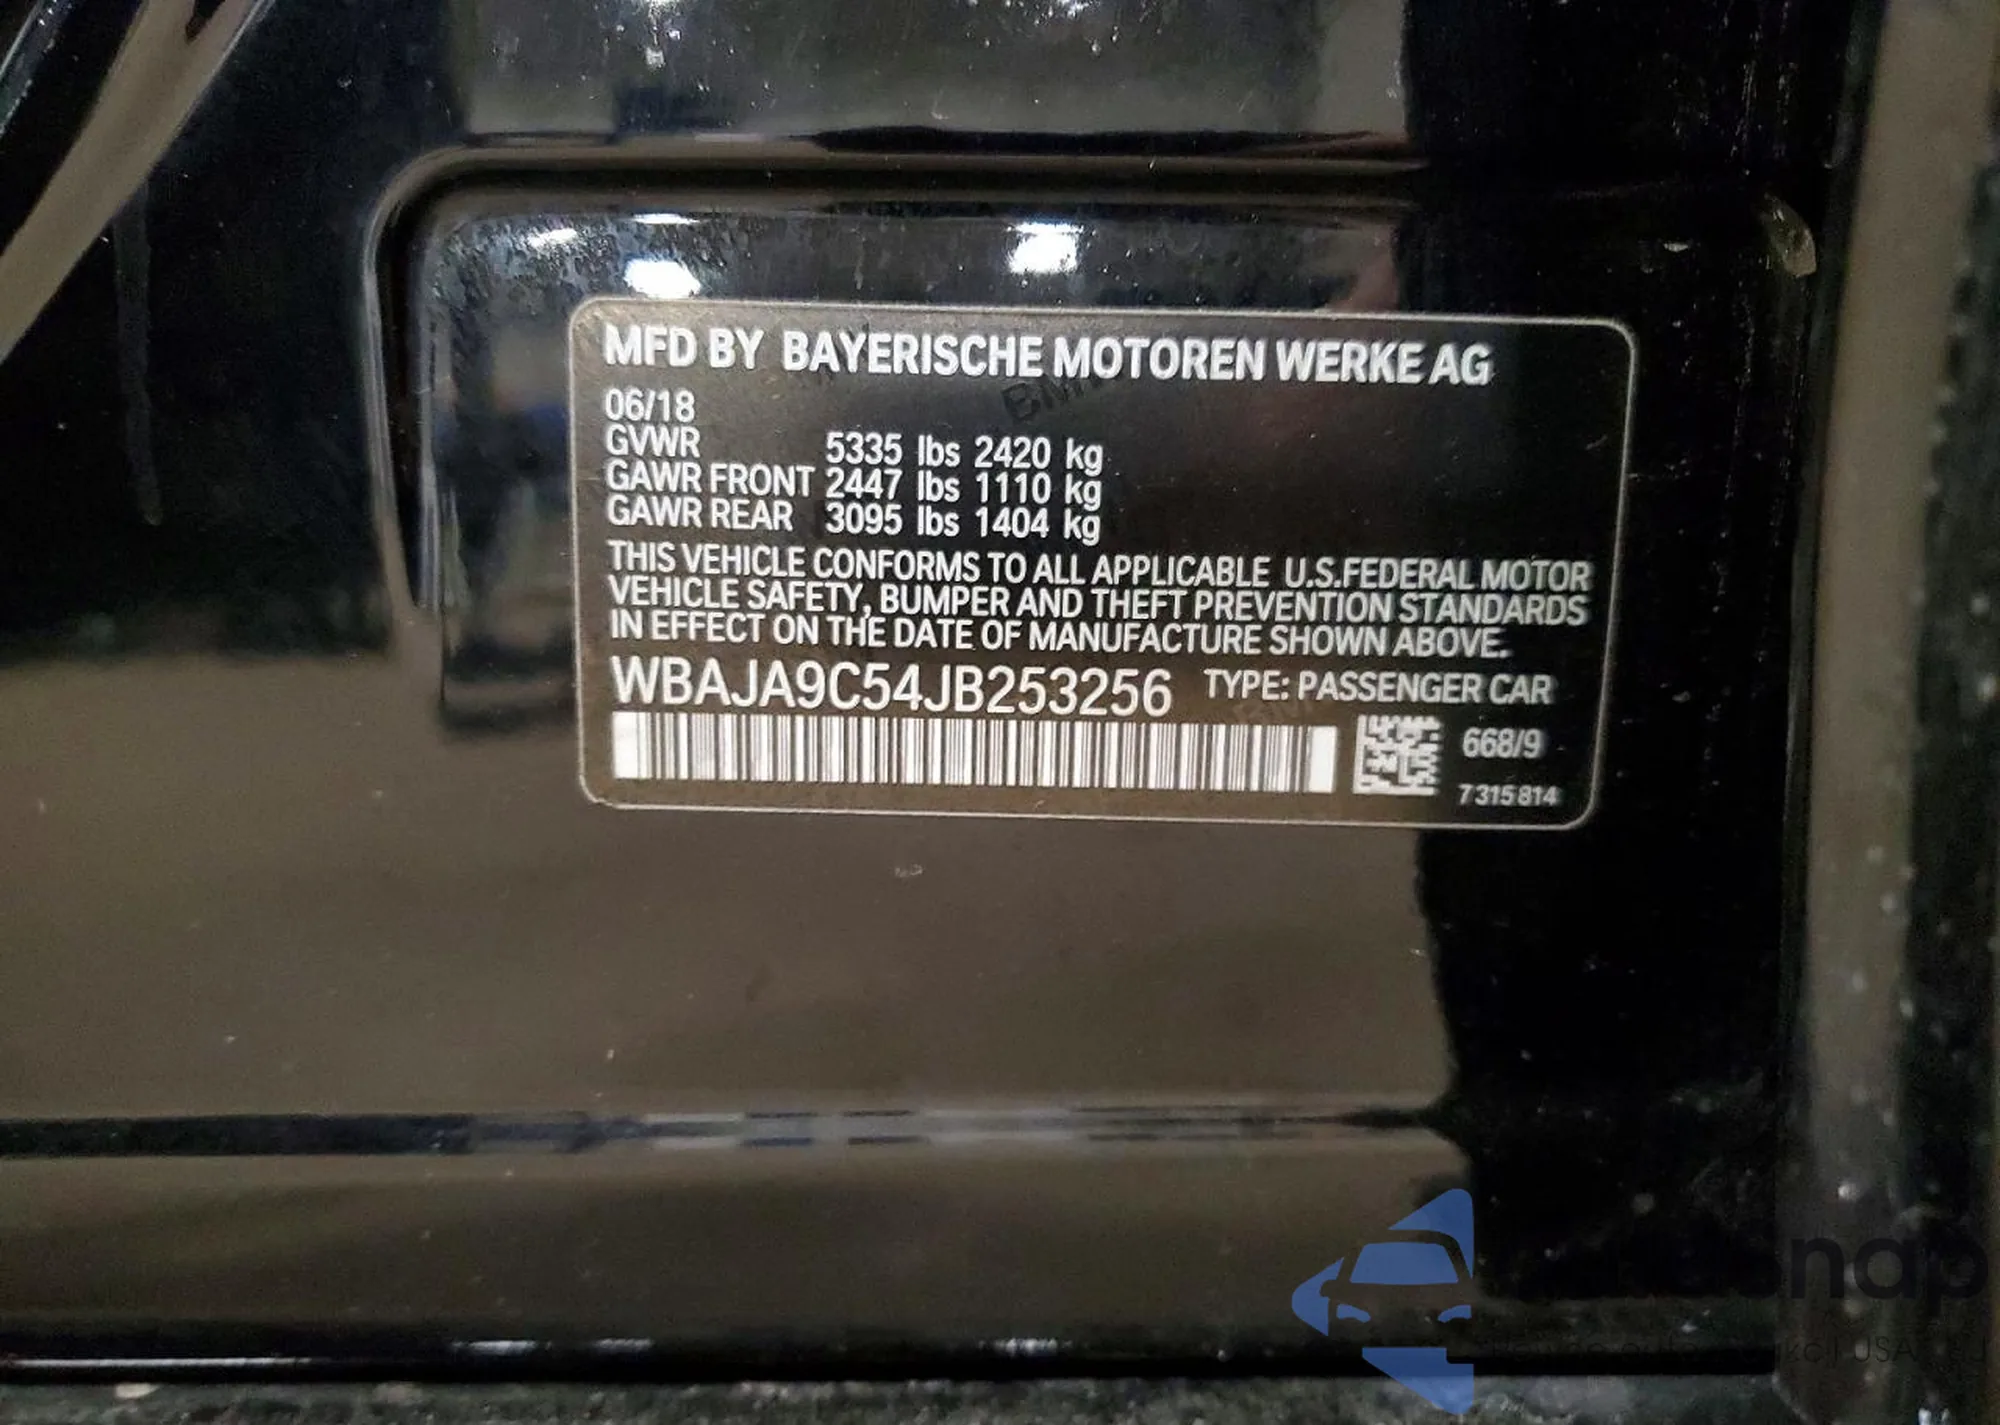 MFD BY BAYERISCHE MOTOREN WERKE AG
06/18
GVWR 5335 lbs 2420 kg
GAWR FRONT 2447 lbs 1110 kg
GAWR REAR 3095 lbs 1404 kg
THIS VEHICLE CONFORMS TO ALL APPLICABLE U.S.FEDERAL MOTOR
VEHICLE SAFETY, BUMPER AND THEFT PREVENTION STANDARDS
IN EFFECT ON THE DATE OF MANUFACTURE SHOWN ABOVE.
WBAJA9C54JB253256 TYPE: PASSENGER CAR
668/9
7315814